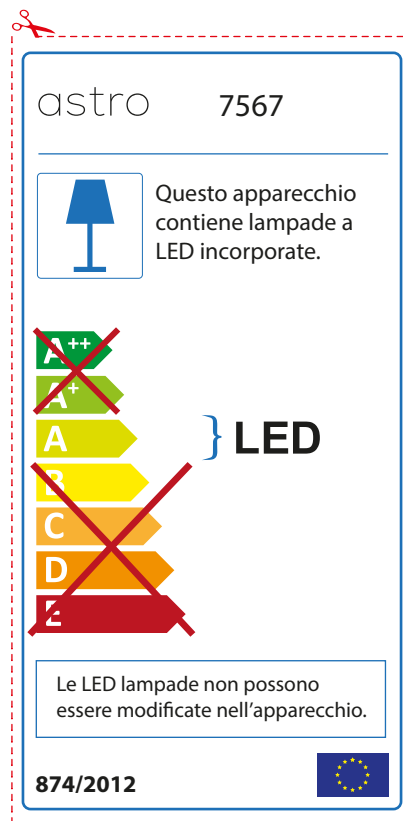 astro 7567
Questo apparecchio
contiene lampade a
LED incorporate.
A++
A+
A
} LED
B
C
D
E
Le LED lampade non possono
essere modificate nell’apparecchio.
874/2012